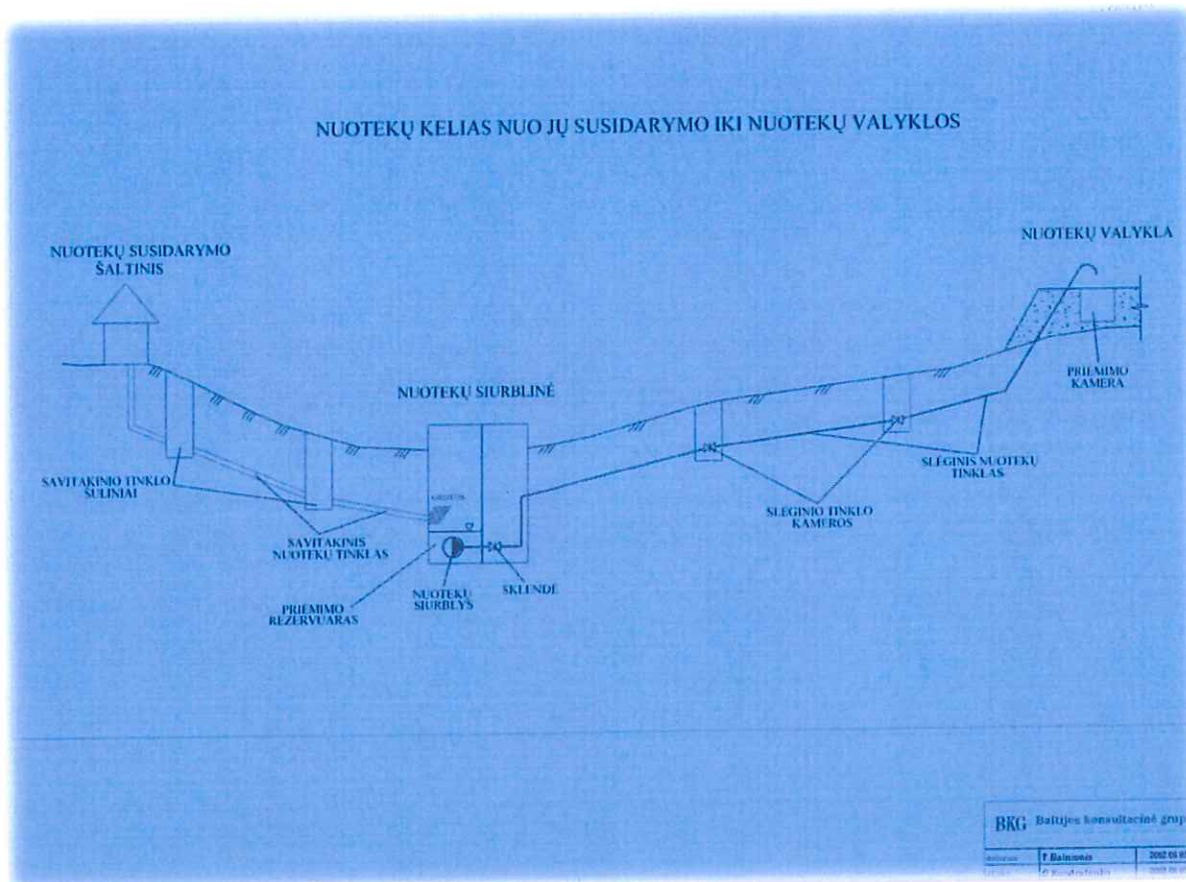 NUOTEKŲ KELIAS NUO JŲ SUSIDARYMO IKI NUOTEKŲ VALYKLOS
NUOTEKŲ SUSIDARYMO
ŠALTINIS
NUOTEKŲ VALYKLA
PRIĖMIMO
KAMERA
NUOTEKŲ SIURBLINĖ
SAVITAKINIO TINKLO
ŠULINIAI
SAVITAKINIS
NUOTEKŲ TINKLAS
PRIĖMIMO
REZERVUARAS
NUOTEKŲ
SIURBLYS
SKLENDĖ
SLĖGINIO TINKLO
KAMEROS
SLĖGINIS NUOTEKŲ
TINKLAS
BKG Baltijos konsultacinė grup